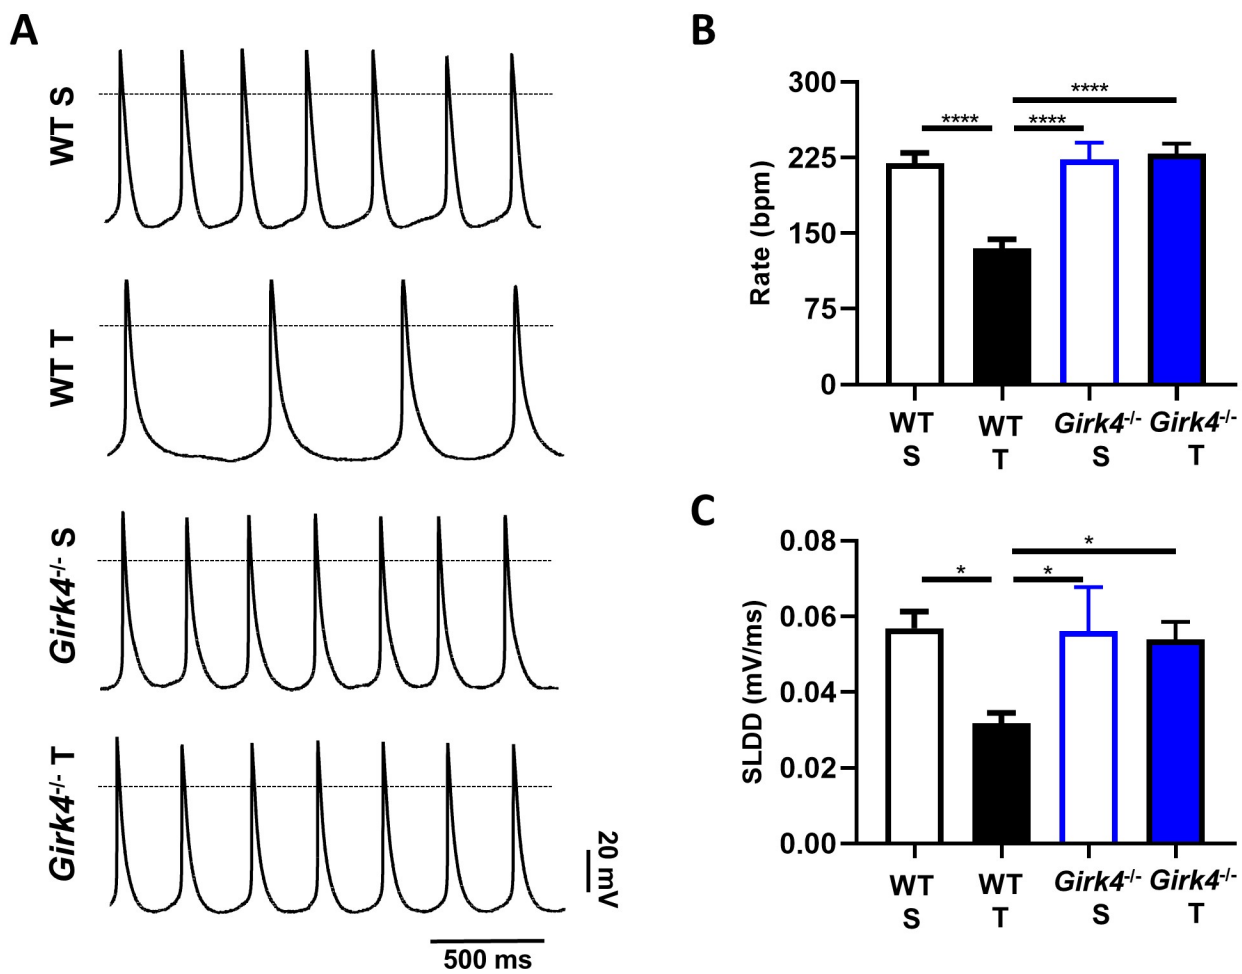 A
WT S
WT T
Girk4-/- S
Girk4-/- T
20 mV
500 ms
B
Rate (bpm)
300
225
150
75
0
****
****
****
WT
S
WT
T
Girk4-/-
S
Girk4-/-
T
C
SLDD (mV/ms)
0.08
0.06
0.04
0.02
0.00
*
*
*
WT
S
WT
T
Girk4-/-
S
Girk4-/-
T